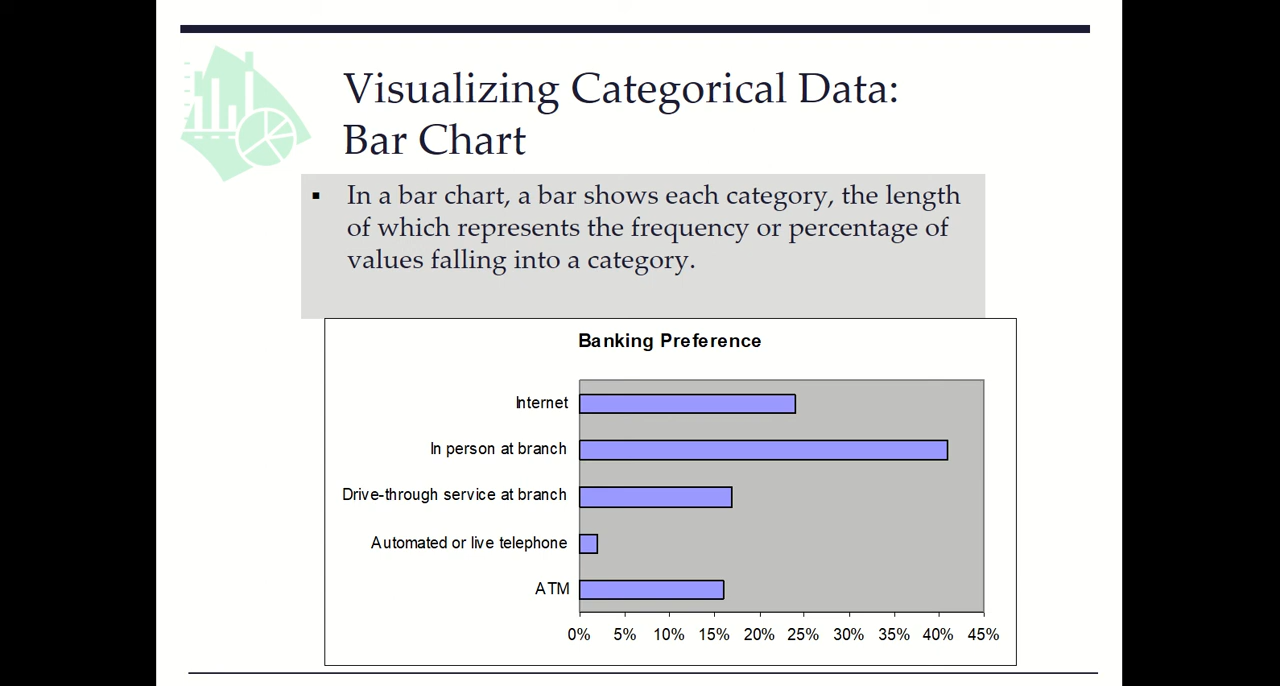 Visualizing Categorical Data:
Bar Chart
▪ In a bar chart, a bar shows each category, the length
of which represents the frequency or percentage of
values falling into a category.
Banking Preference
Internet
In person at branch
Drive-through service at branch
Automated or live telephone
ATM
0% 5% 10% 15% 20% 25% 30% 35% 40% 45%